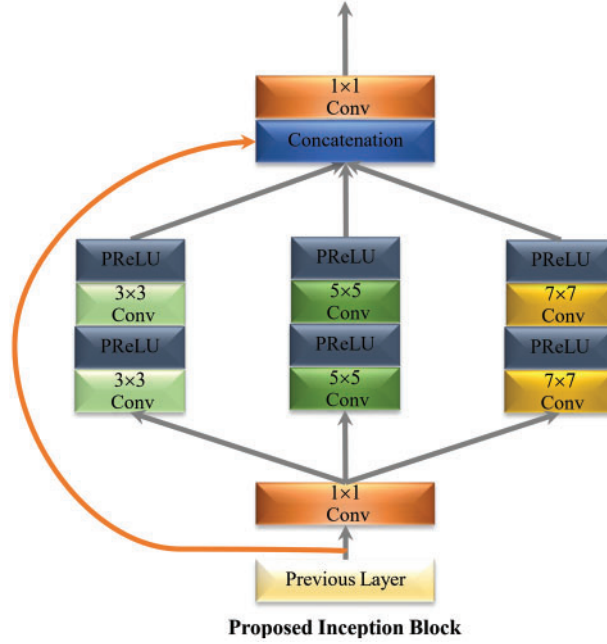 1×1
Conv
Concatenation
PReLU
3×3
Conv
PReLU
3×3
Conv
PReLU
5×5
Conv
PReLU
5×5
Conv
PReLU
7×7
Conv
PReLU
7×7
Conv
1×1
Conv
Previous Layer
Proposed Inception Block